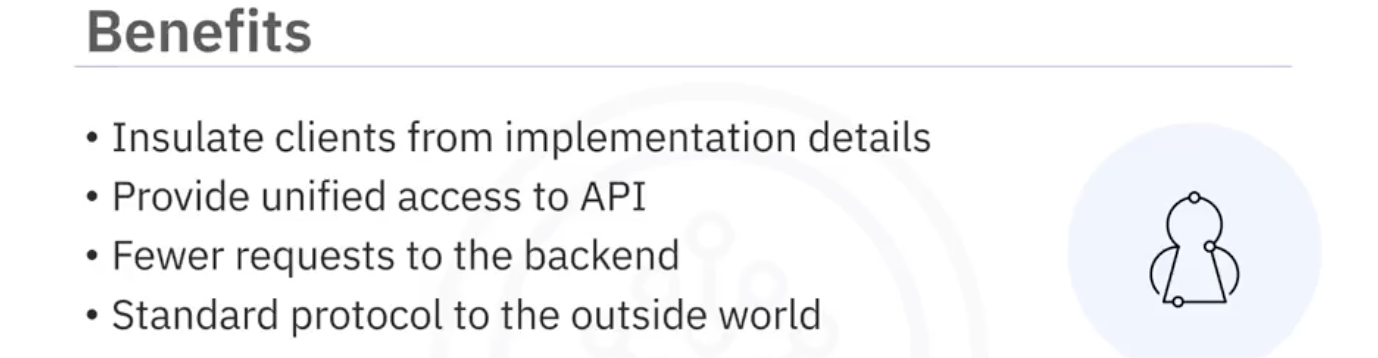 Benefits
• Insulate clients from implementation details
• Provide unified access to API
• Fewer requests to the backend
• Standard protocol to the outside world